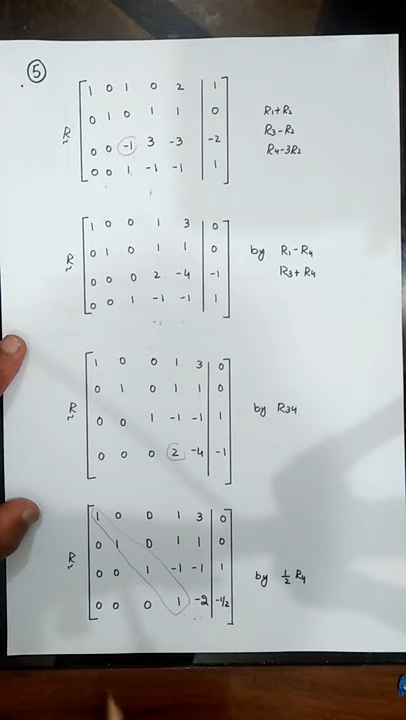 5
1 0 1 0 2 | 1
0 1 0 1 1 | 0 R1+R2
R~ 0 0 -1 3 -3 | -2 R3-R2
0 0 1 -1 -1 | 1 R4-3R2
1 0 0 1 3 | 0
R~ 0 1 0 1 1 | 0 by R1-R4
0 0 0 2 -4 | -1 R3+R4
0 0 1 -1 -1 | 1
1 0 0 1 3 | 0
0 1 0 1 1 | 0
R~ 0 0 1 -1 -1 | 1 by R34
0 0 0 2 -4 | -1
1 0 0 1 3 | 0
0 1 0 1 1 | 0
R~ 0 0 1 -1 -1 | 1 by 1/2 R4
0 0 0 1 -2 | -1/2